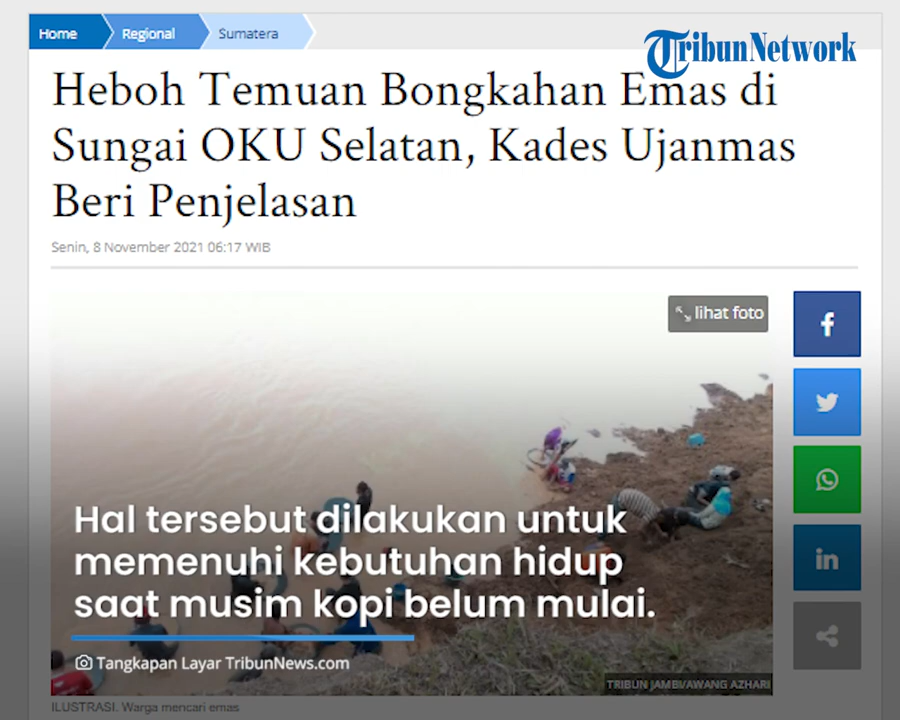 Home Regional Sumatera
TribunNetwork
Heboh Temuan Bongkahan Emas di
Sungai OKU Selatan, Kades Ujanmas
Beri Penjelasan
Senin, 8 November 2021 06:17 WIB
lihat foto
Hal tersebut dilakukan untuk
memenuhi kebutuhan hidup
saat musim kopi belum mulai.
Tangkapan Layar TribunNews.com
TRIBUN JAMBI/AWANG AZHARI
ILUSTRASI. Warga mencari emas